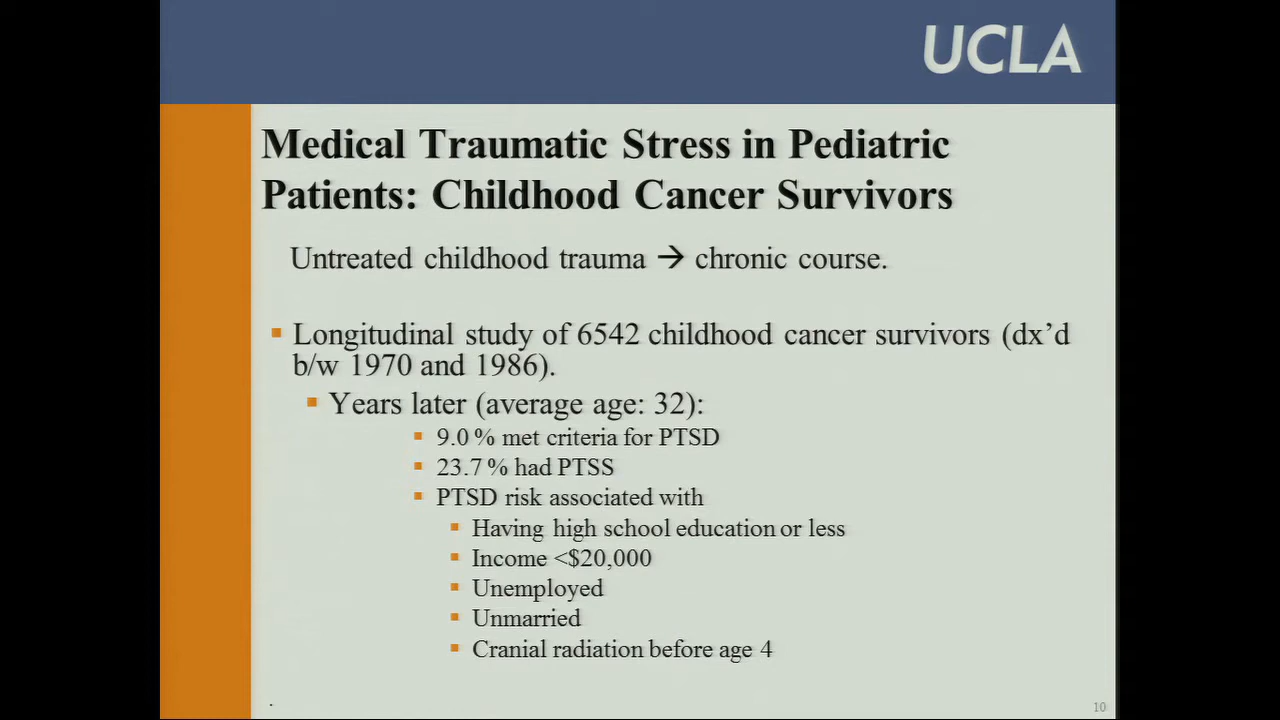 UCLA
Medical Traumatic Stress in Pediatric
Patients: Childhood Cancer Survivors
Untreated childhood trauma → chronic course.
▪ Longitudinal study of 6542 childhood cancer survivors (dx’d
b/w 1970 and 1986).
▪ Years later (average age: 32):
▪ 9.0 % met criteria for PTSD
▪ 23.7 % had PTSS
▪ PTSD risk associated with
▪ Having high school education or less
▪ Income <$20,000
▪ Unemployed
▪ Unmarried
▪ Cranial radiation before age 4
.
10